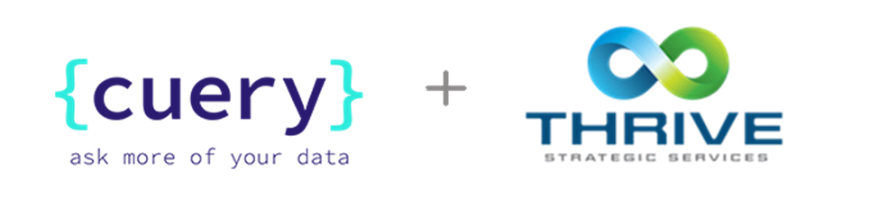 {cuery}
ask more of your data
+
THRIVE
STRATEGIC SERVICES